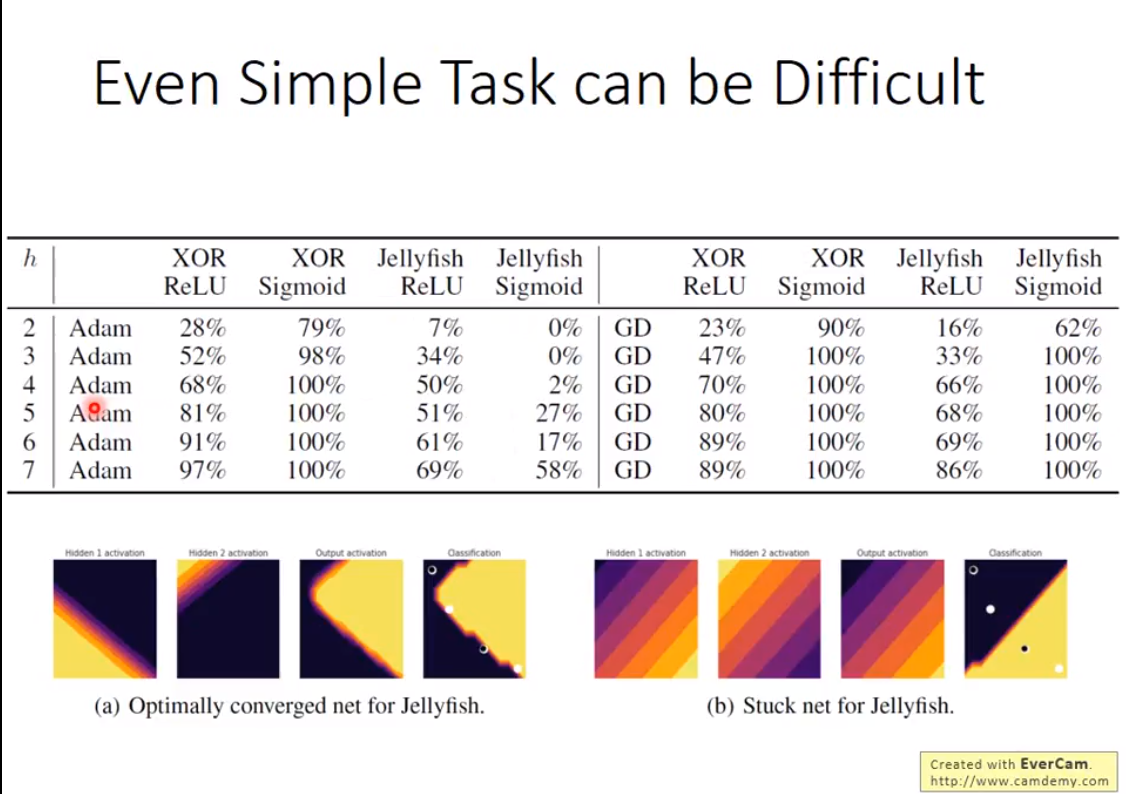 Even Simple Task can be Difficult
h XOR XOR Jellyfish Jellyfish XOR XOR Jellyfish Jellyfish
ReLU Sigmoid ReLU Sigmoid ReLU Sigmoid ReLU Sigmoid
2 Adam 28% 79% 7% 0% GD 23% 90% 16% 62%
3 Adam 52% 98% 34% 0% GD 47% 100% 33% 100%
4 Adam 68% 100% 50% 2% GD 70% 100% 66% 100%
5 Adam 81% 100% 51% 27% GD 80% 100% 68% 100%
6 Adam 91% 100% 61% 17% GD 89% 100% 69% 100%
7 Adam 97% 100% 69% 58% GD 89% 100% 86% 100%
Hidden 1 activation Hidden 2 activation Output activation Classification Hidden 1 activation Hidden 2 activation Output activation Classification
(a) Optimally converged net for Jellyfish. (b) Stuck net for Jellyfish.
Created with EverCam.
http://www.camdemy.com